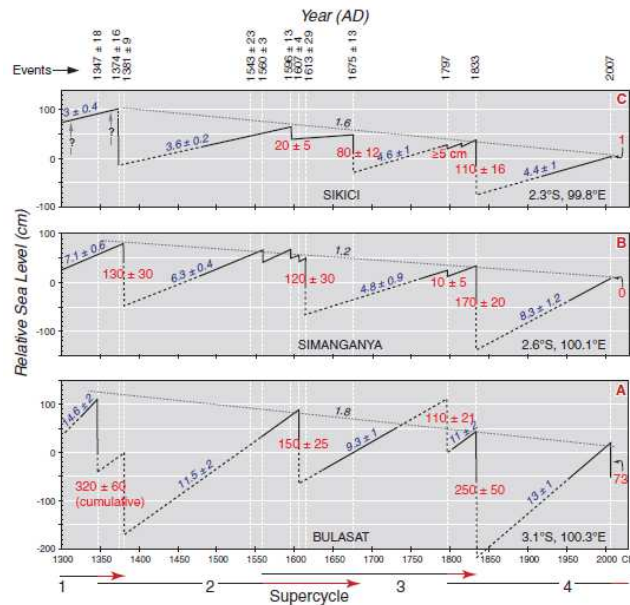 Year (AD)
Events
1347 ± 18
1374 ± 16
1381 ± 9
1543 ± 23
1560 ± 3
1596 ± 13
1607 ± 4
1613 ± 29
1675 ± 13
1797
1833
2007
Relative Sea Level (cm)
C
100
0
-100
3 ± 0.4
?
?
3.6 ± 0.2
1.6
20 ± 5
80 ± 12
4.6 ± 1
≥5 cm
110 ± 16
4.4 ± 1
1
SIKICI
2.3°S, 99.8°E
B
100
0
-100
7.1 ± 0.6
130 ± 30
6.3 ± 0.4
1.2
120 ± 30
4.8 ± 0.9
10 ± 5
170 ± 20
8.3 ± 1.2
0
SIMANGANYA
2.6°S, 100.1°E
A
100
0
-100
-200
14.6 ± 2
320 ± 60
(cumulative)
11.5 ± 2
1.8
150 ± 25
9.3 ± 1
110 ± 21
11 ± 2
250 ± 50
13 ± 1
73
BULASAT
3.1°S, 100.3°E
1300 1350 1400 1450 1500 1550 1600 1650 1700 1750 1800 1850 1900 1950 2000
1 2 3 4
Supercycle